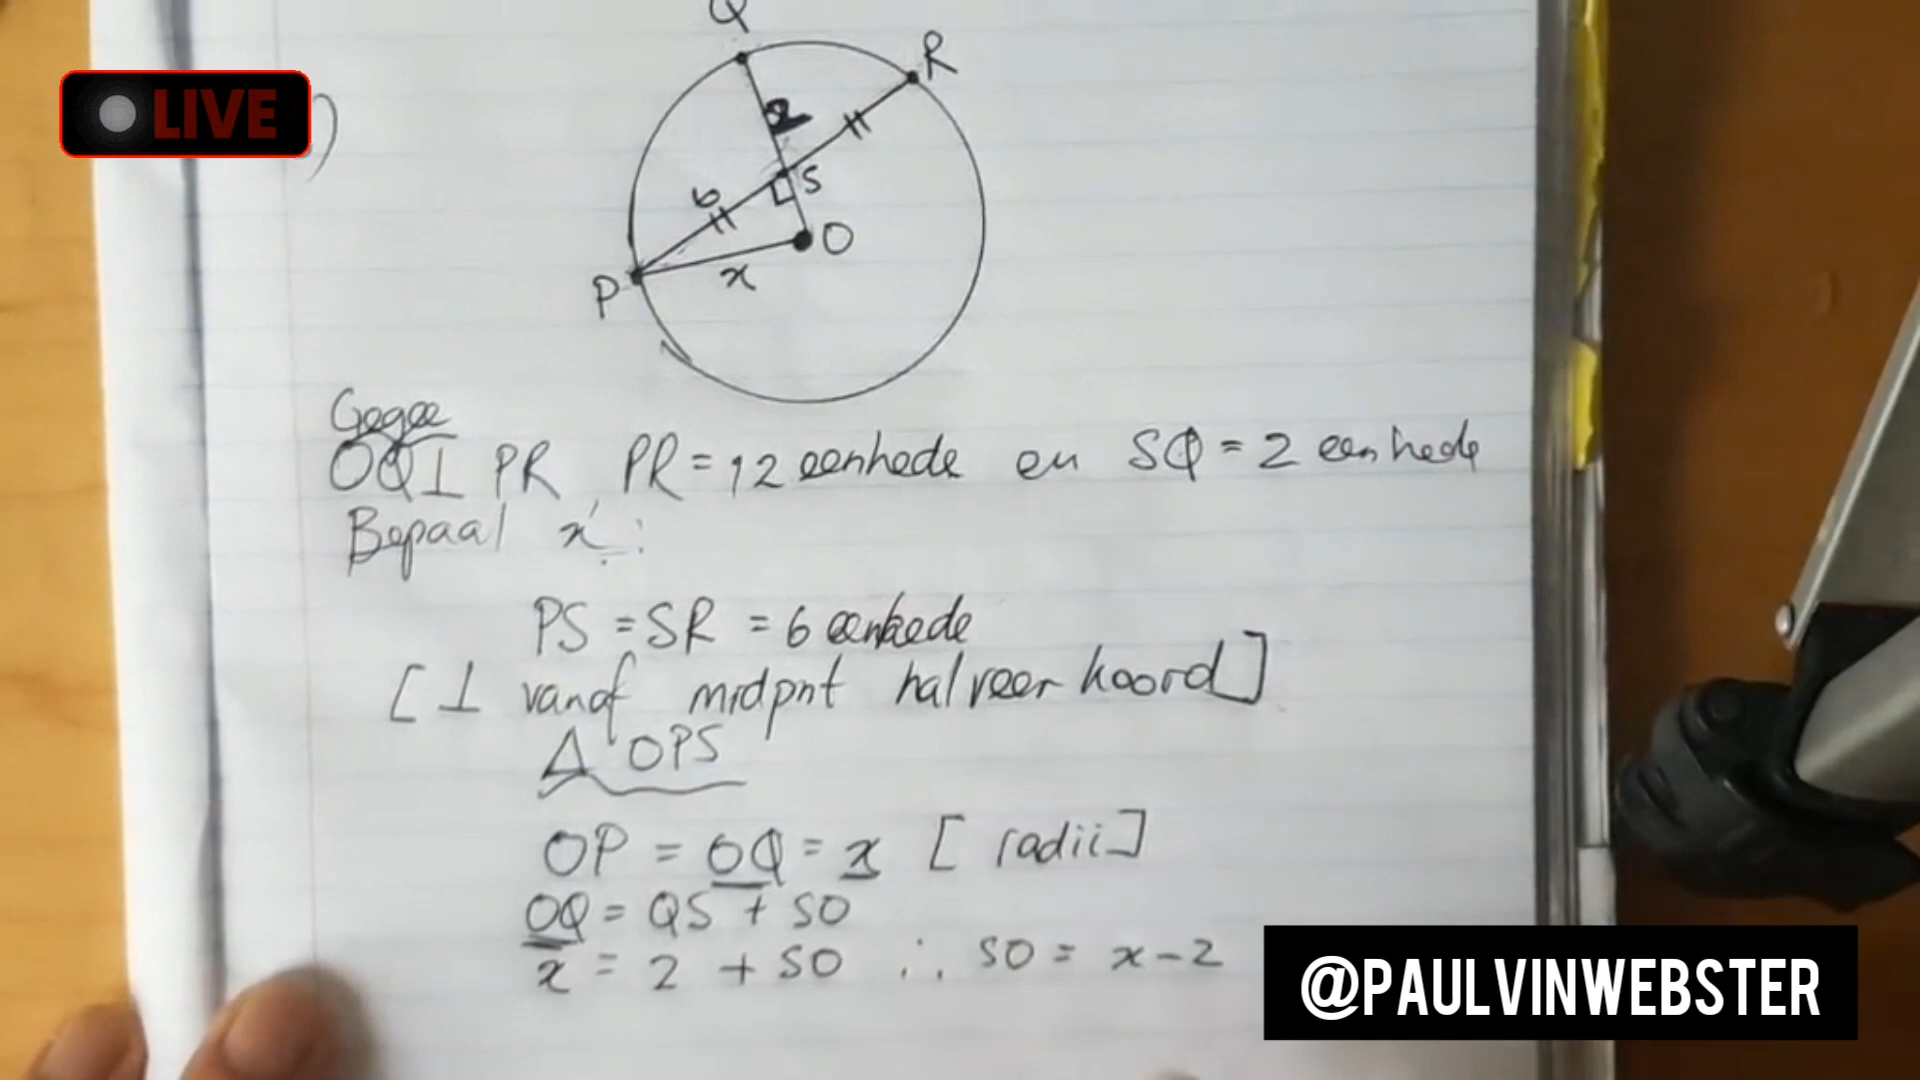 Q
R
LIVE
)
2
S
6
O
x
P
Gegee
OQ ⊥ PR, PR = 12 eenhede en SQ = 2 eenhede
Bepaal x:
PS = SR = 6 eenhede
[⊥ vanaf midpnt halveer koord]
Δ OPS
OP = OQ = x [radii]
OQ = QS + SO
x = 2 + SO ∴ SO = x - 2
@PAULVINWEBSTER